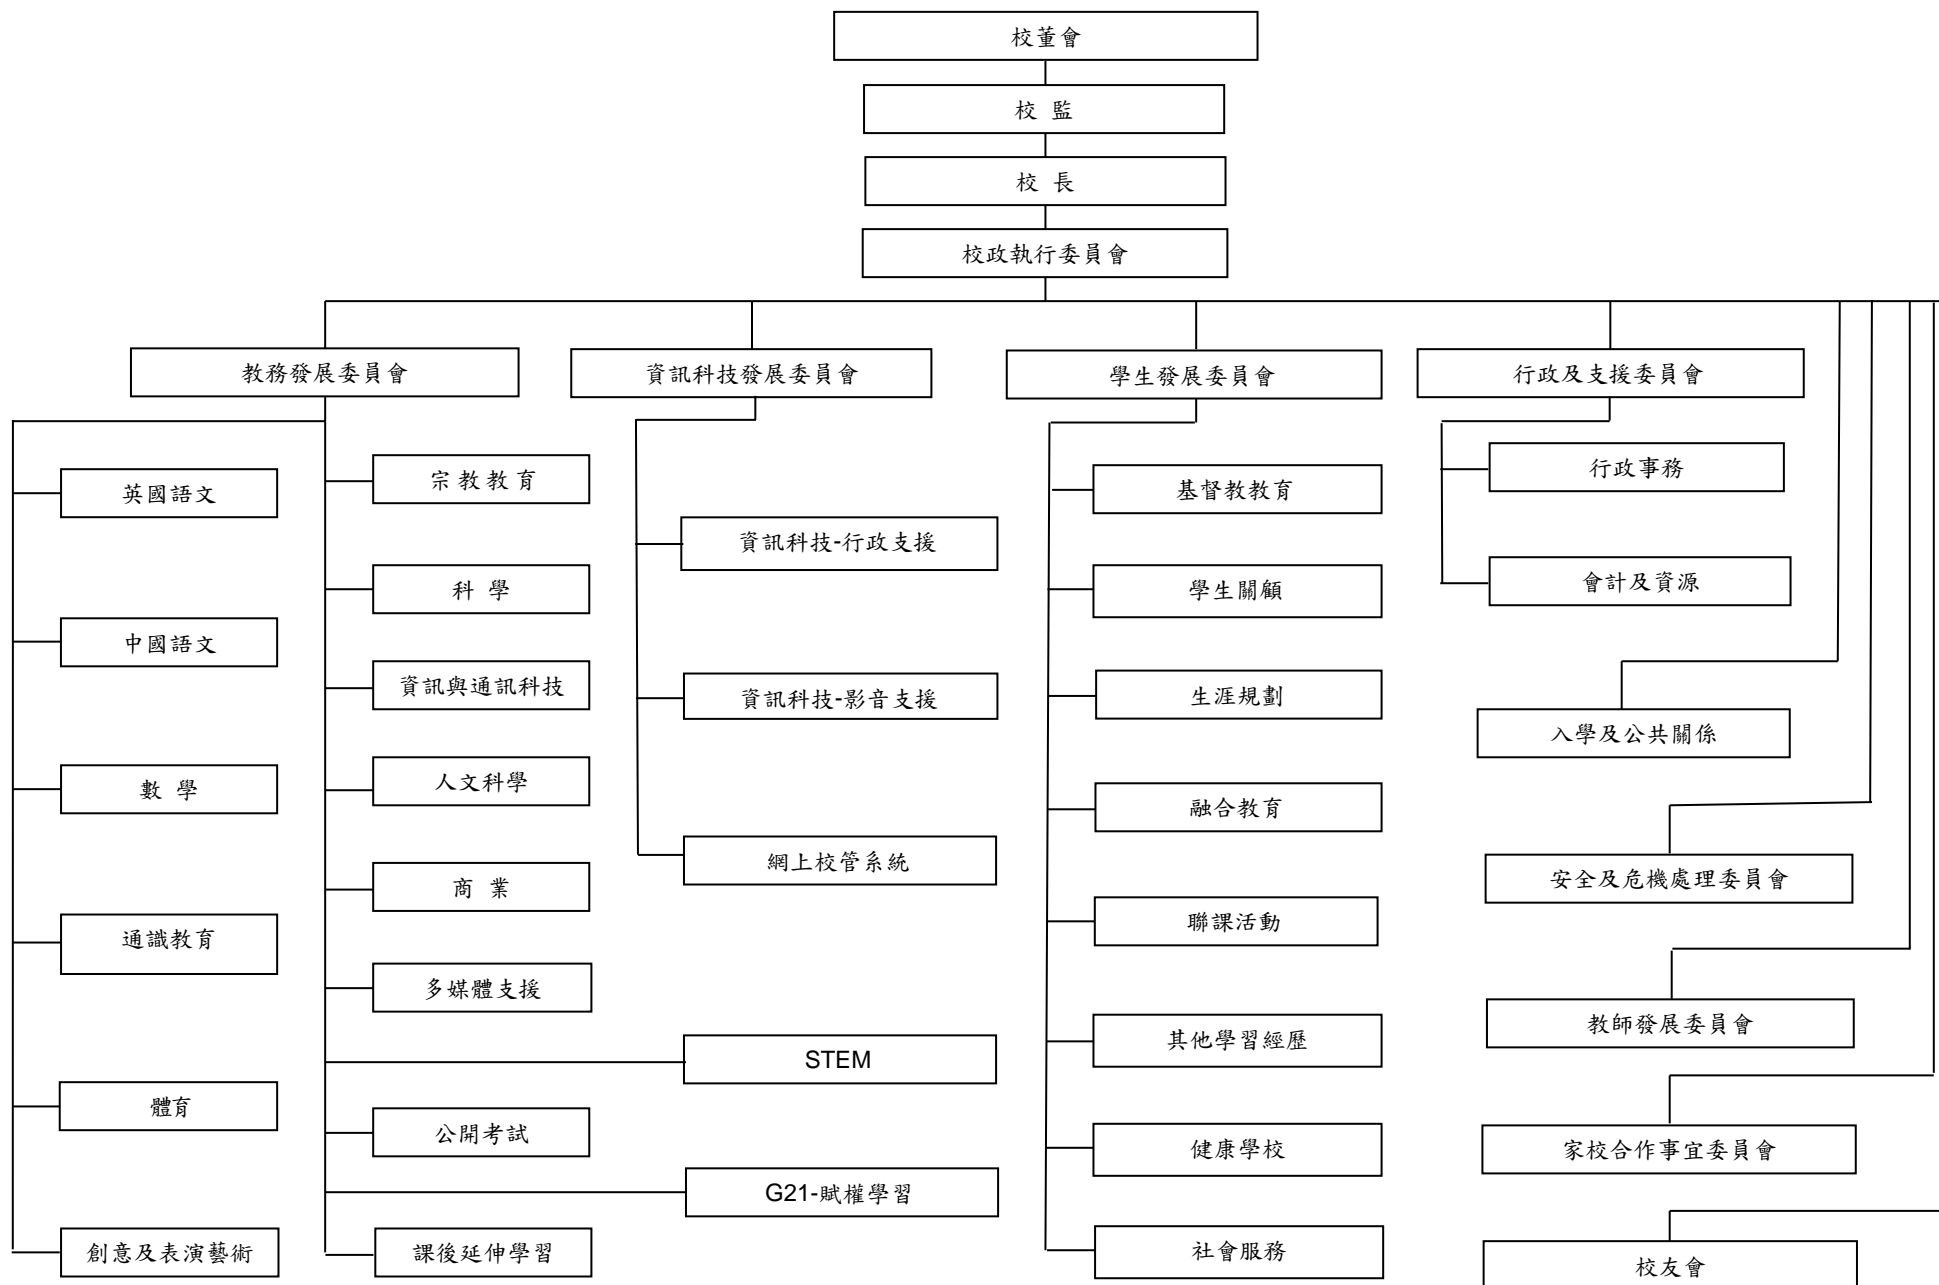 校董會
校 監
校 長
校政執行委員會
教務發展委員會
資訊科技發展委員會
學生發展委員會
行政及支援委員會
英國語文
中國語文
數 學
通識教育
體育
創意及表演藝術
宗教教育
科 學
資訊與通訊科技
人文科學
商 業
多媒體支援
STEM
公開考試
G21-賦權學習
課後延伸學習
資訊科技-行政支援
資訊科技-影音支援
網上校管系統
基督教教育
學生關顧
生涯規劃
融合教育
聯課活動
其他學習經歷
健康學校
社會服務
行政事務
會計及資源
入學及公共關係
安全及危機處理委員會
教師發展委員會
家校合作事宜委員會
校友會